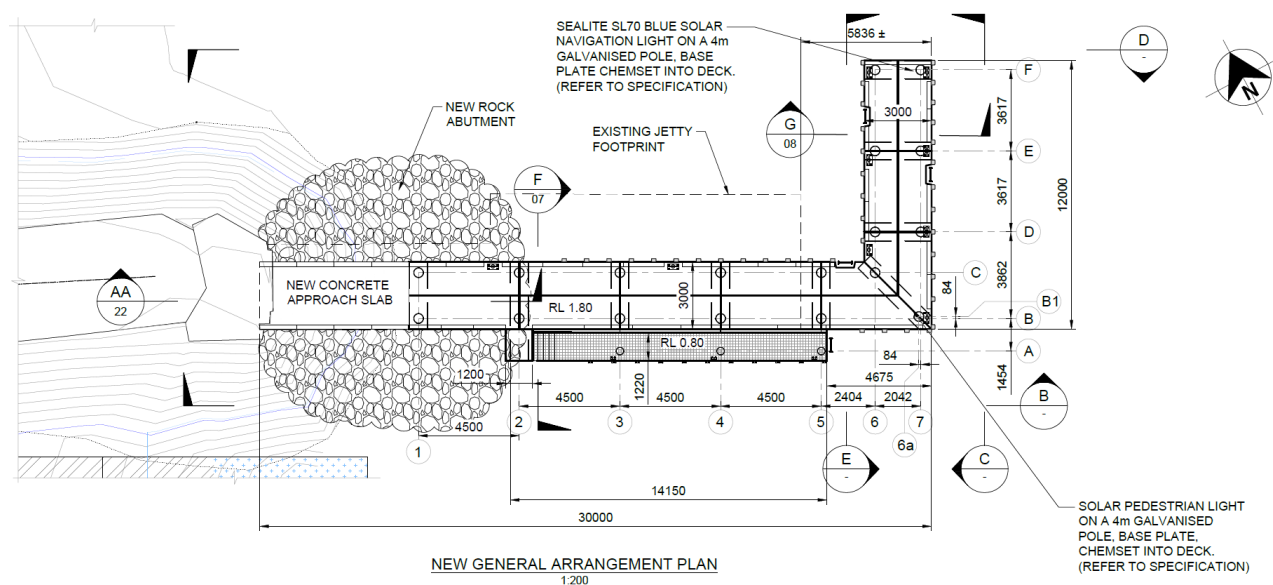 SEALITE SL70 BLUE SOLAR
NAVIGATION LIGHT ON A 4m
GALVANISED POLE, BASE
PLATE CHEMSET INTO DECK.
(REFER TO SPECIFICATION)
5836 ±
D
-
N
F
NEW ROCK
ABUTMENT
3617
3000
EXISTING JETTY
FOOTPRINT
G
08
E
F
07
3617
12000
D
C
3862
84
AA
22
NEW CONCRETE
APPROACH SLAB
RL 1.80
3000
B1
B
RL 0.80
A
84
1454
1200
1220
4675
4500
4500
4500
2404
2042
B
-
4500
1
2
3
4
5
6
7
6a
E
-
C
-
14150
30000
SOLAR PEDESTRIAN LIGHT
ON A 4m GALVANISED
POLE, BASE PLATE,
CHEMSET INTO DECK.
(REFER TO SPECIFICATION)
NEW GENERAL ARRANGEMENT PLAN
1:200